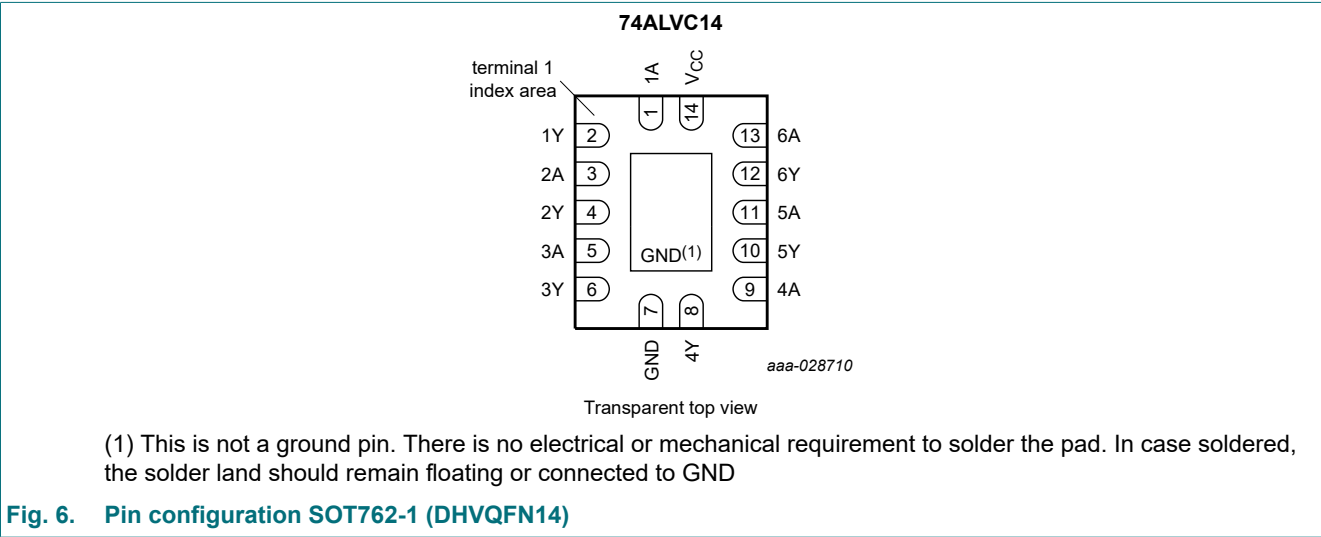 74ALVC14
terminal 1
index area
1A
VCC
1
14
1Y 2
13 6A
2A 3
12 6Y
2Y 4
11 5A
3A 5
GND(1)
10 5Y
3Y 6
9 4A
7
8
GND
4Y
aaa-028710
Transparent top view
(1) This is not a ground pin. There is no electrical or mechanical requirement to solder the pad. In case soldered,
the solder land should remain floating or connected to GND
Fig. 6. Pin configuration SOT762-1 (DHVQFN14)